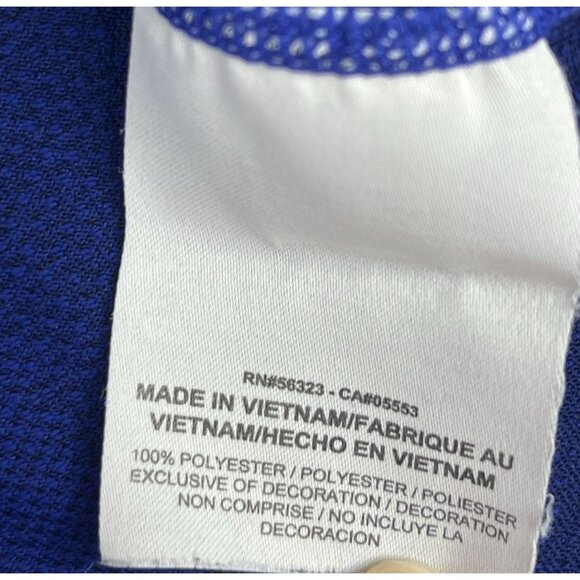 RN#56323 - CA#05553
MADE IN VIETNAM/FABRIQUE AU
VIETNAM/HECHO EN VIETNAM
100% POLYESTER / POLYESTER / POLIESTER
EXCLUSIVE OF DECORATION / DECORATION
NON COMPRISE / NO INCLUYE LA
DECORACION